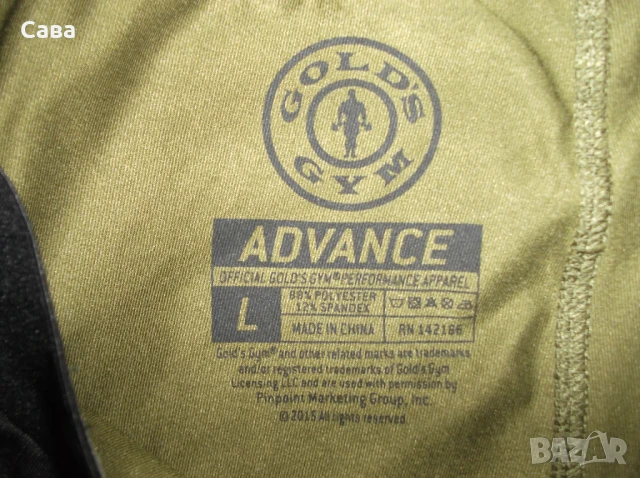 Сава
GOLD'S
GYM
ADVANCE
OFFICIAL GOLD'S GYM® PERFORMANCE APPAREL
L
88% POLYESTER
12% SPANDEX
MADE IN CHINA
RN 142186
Gold's Gym® and other related marks are trademarks
and/or registered trademarks of Gold's Gym
Licensing LLC and are used with permission by
Pinpoint Marketing Group, Inc.
© 2015 All rights reserved.
BAZAR